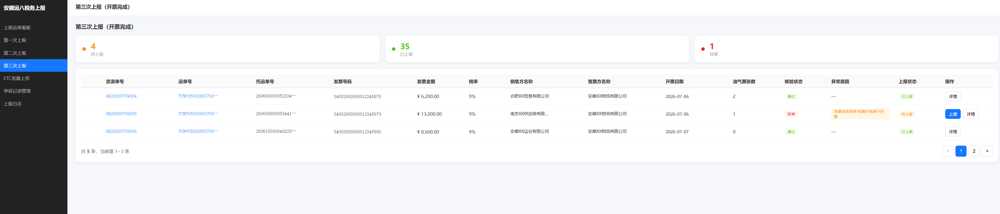 安徽运八税务上报
上报运单看板
第一次上报
第二次上报
第三次上报
ETC发票上传
申诉记录管理
上报日志
第三次上报（开票完成）
第三次上报（开票完成）
4
待上报
35
已上报
1
异常
货源单号 运单号 托运单号 发票号码 发票金额 税率 销售方名称 受票方名称 开票日期 油气票张数 核验状态 异常原因 上报状态 操作
GH20260709004 TCNY05002603700… 260609093052334… 34002000000012345678 ¥ 6,200.00 9% 合肥XX贸易有限公司 安徽XX物流有限公司 2026-07-06 2 通过 — 已上报 详情
GH20260709005 TCNY05002603700… 260609093055441… 34002000000012345679 ¥ 13,000.00 9% 南京XX供应链有限... 安徽XX物流有限公司 2026-07-06 1 异常 发票信息异常-受票方信息不匹 待上报 上报 详情
配
GH20260709006 TCNY05002603700… 260610093049229… 34002000000012345680 ¥ 8,600.00 9% 安徽XX运业有限公司 安徽XX物流有限公司 2026-07-07 0 通过 — 已上报 详情
共 5 条，当前第 1~3 条 < 1 2 >